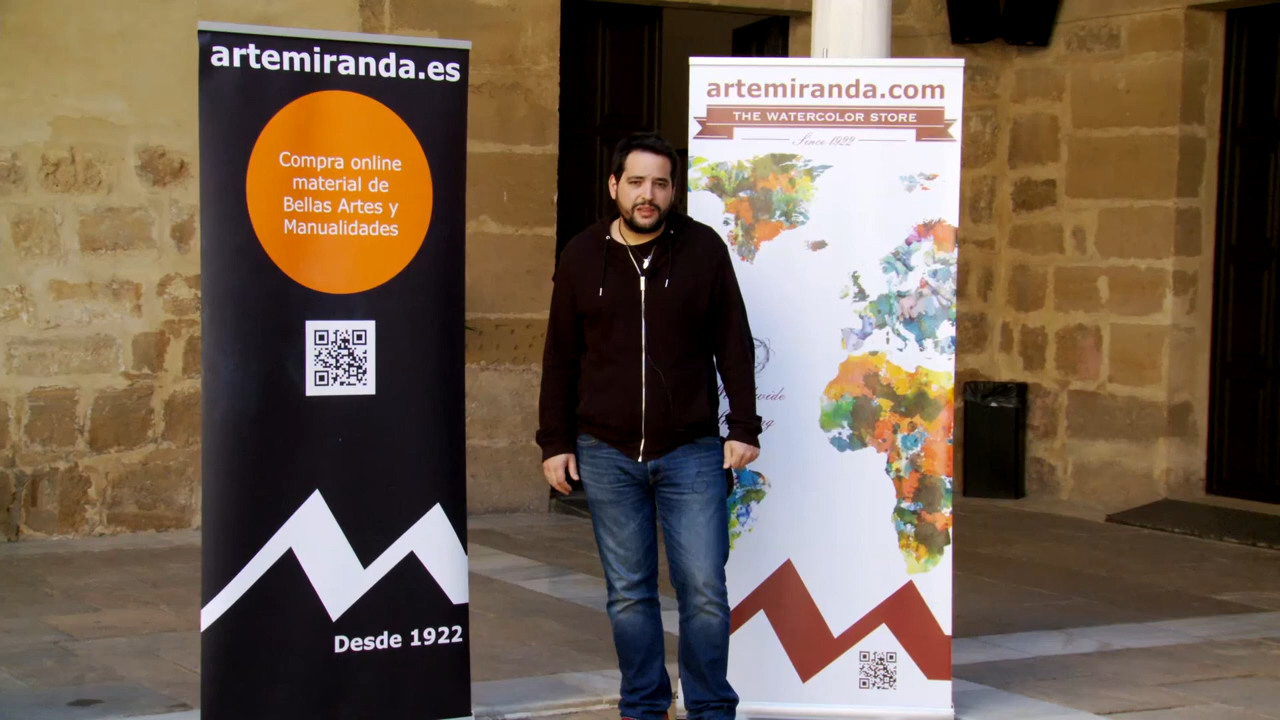 artemiranda.es
Compra online
material de
Bellas Artes y
Manualidades
Desde 1922
artemiranda.com
THE WATERCOLOR STORE
Since 1922